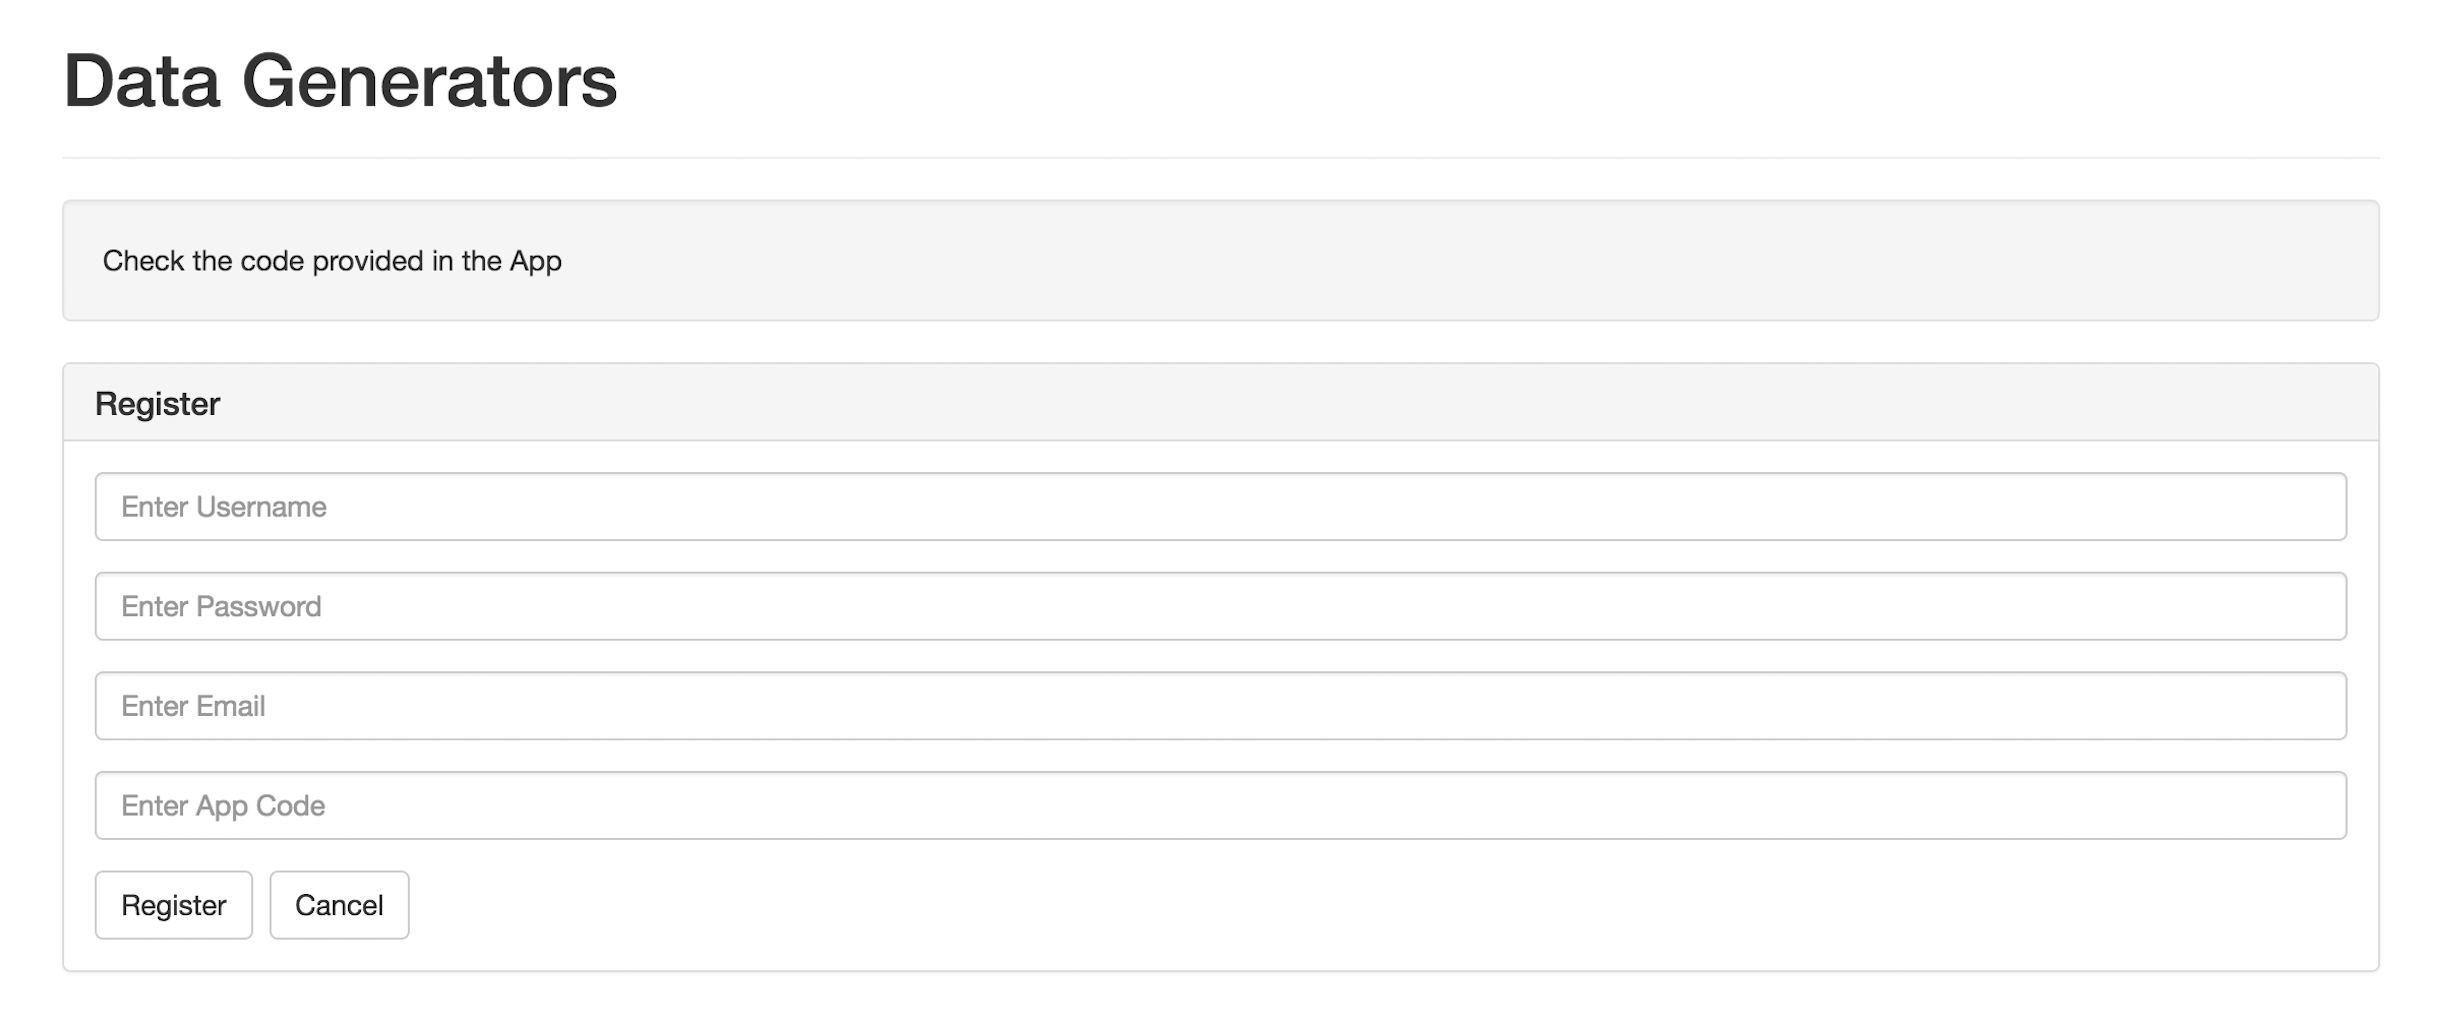 Data Generators
Check the code provided in the App
Register
Enter Username
Enter Password
Enter Email
Enter App Code
Register Cancel